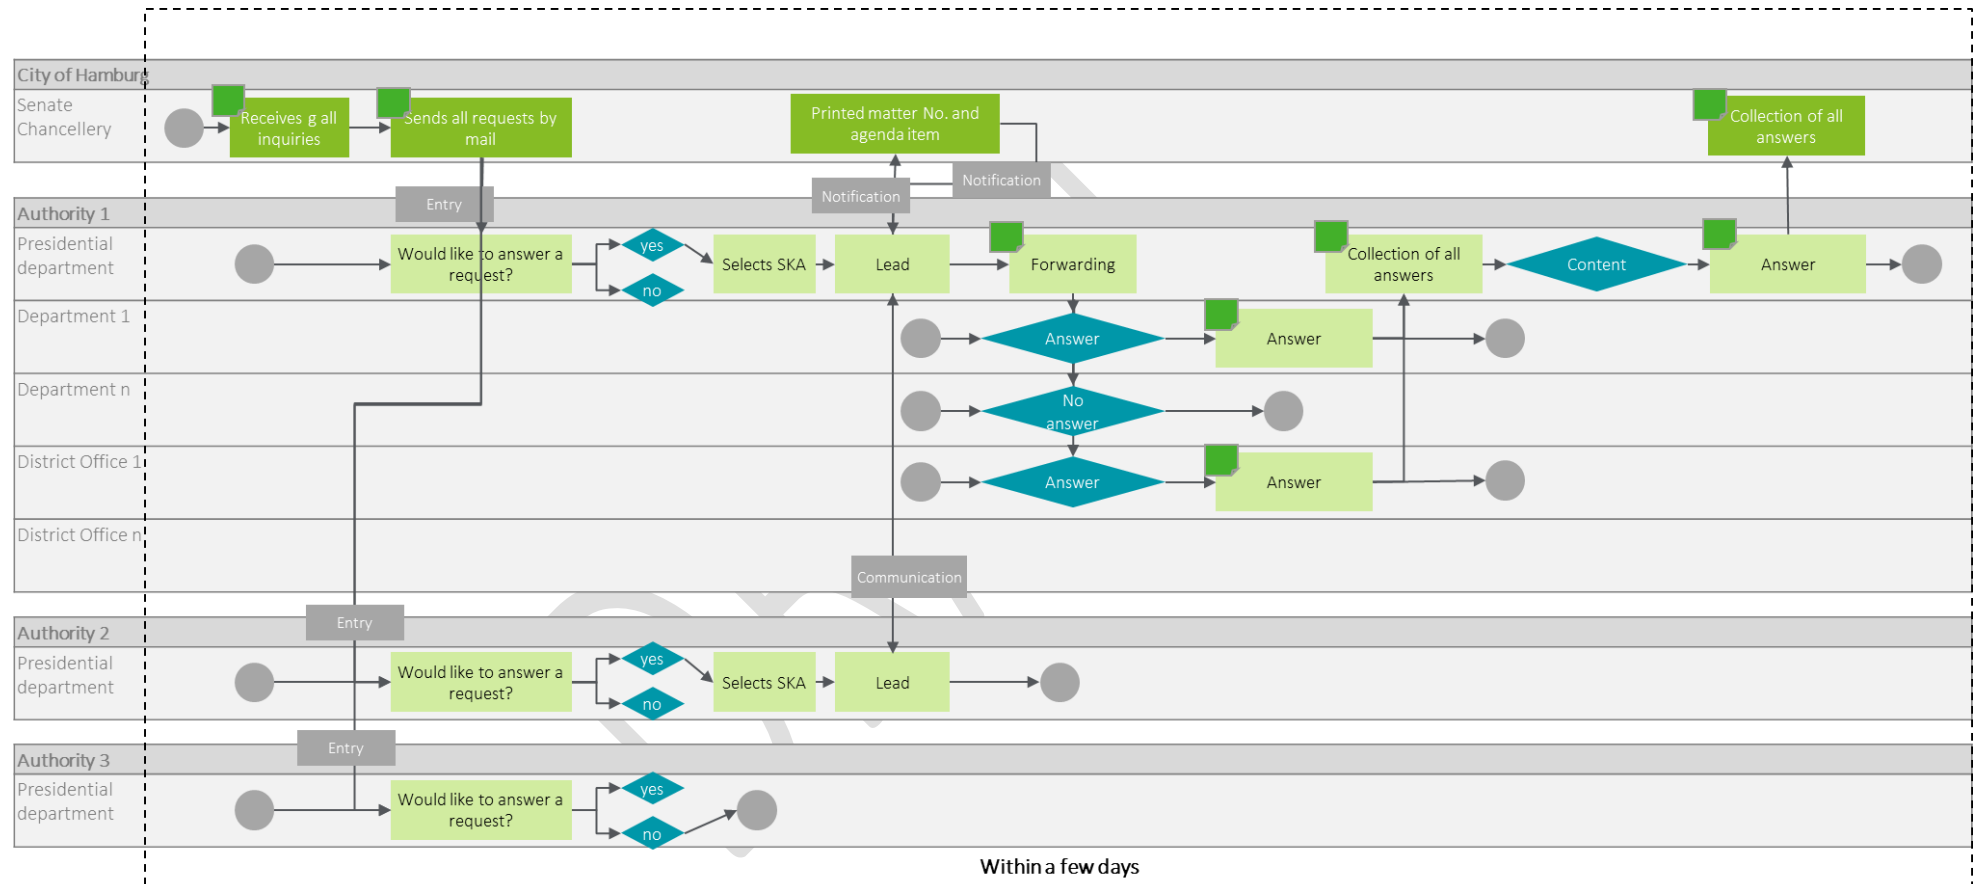 City of Hamburg
Senate
Chancellery
Receives g all
inquiries
Sends all requests by
mail
Printed matter No. and
agenda item
Collection of all
answers
Notification
Notification
Entry
Authority 1
Presidential
department
Would like to answer a
request?
yes
no
Selects SKA
Lead
Forwarding
Collection of all
answers
Content
Answer
Department 1
Answer
Answer
Department n
No
answer
District Office 1
Answer
Answer
District Office n
Communication
Entry
Authority 2
Presidential
department
Would like to answer a
request?
yes
no
Selects SKA
Lead
Entry
Authority 3
Presidential
department
Would like to answer a
request?
yes
no
Within a few days